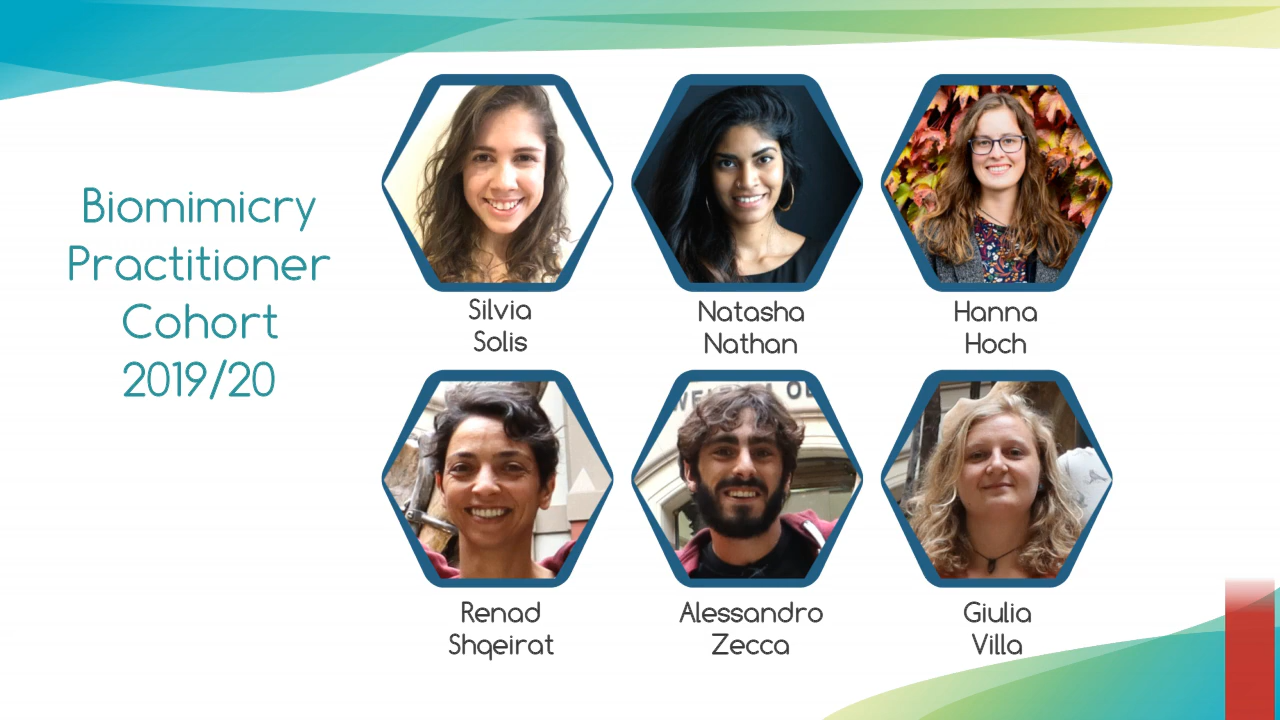 Biomimicry
Practitioner
Cohort
2019/20
Silvia
Solis
Natasha
Nathan
Hanna
Hoch
Renad
Shqeirat
Alessandro
Zecca
Giulia
Villa